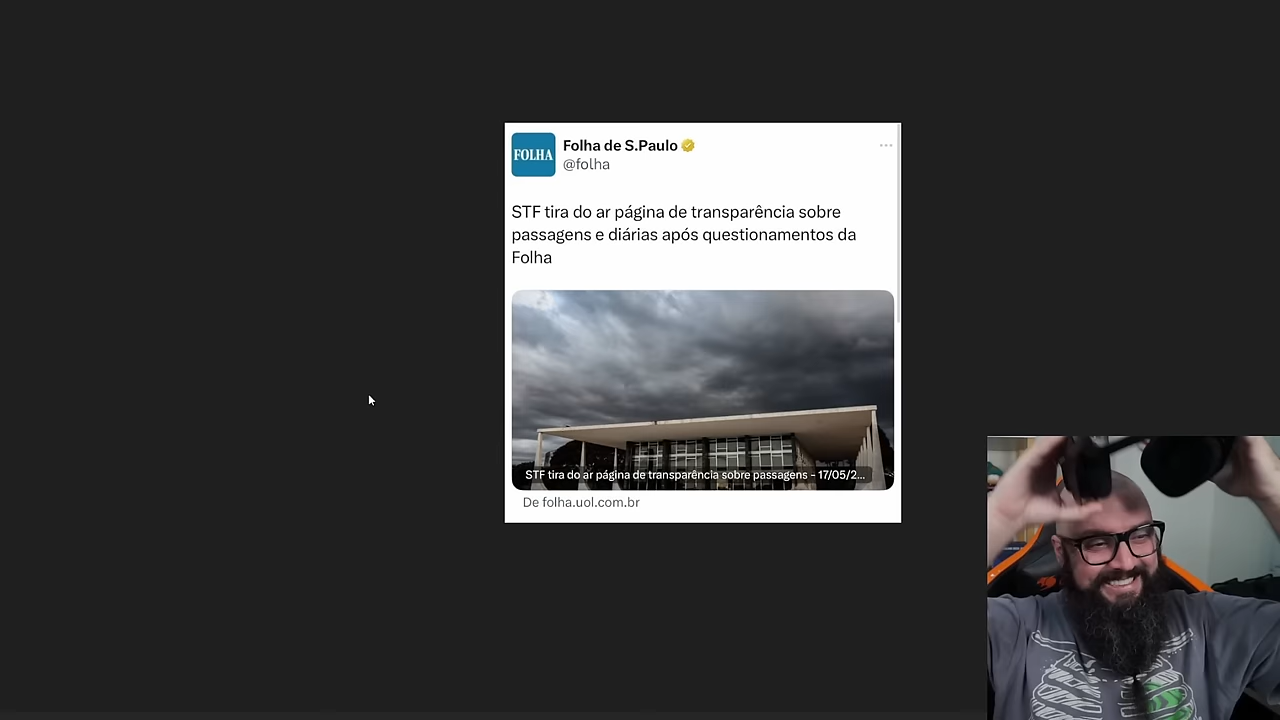 FOLHA
Folha de S.Paulo
@folha
STF tira do ar página de transparência sobre
passagens e diárias após questionamentos da
Folha
STF tira do ar página de transparência sobre passagens - 17/05/2...
De folha.uol.com.br